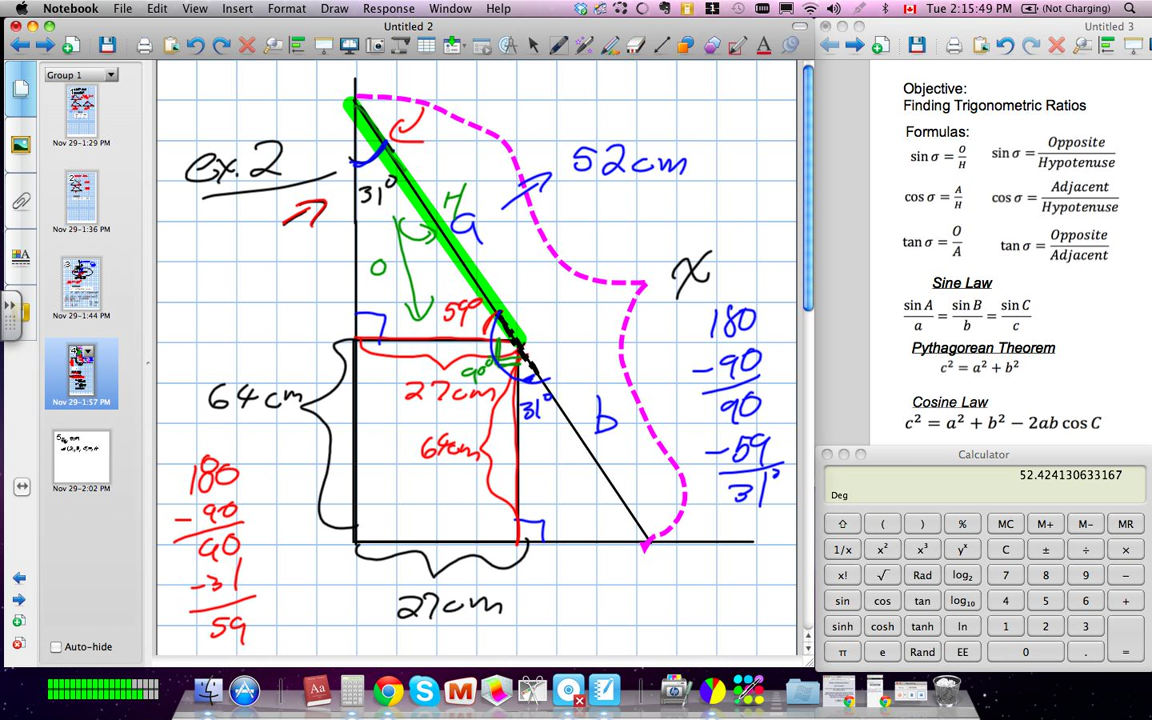 Finder File Edit View Insert Format Draw Response Window Help
Tue 2:15:49 PM (Not Charging)
Untitled 2
Untitled 3
Group 1
Nov 29-1:29 PM
Nov 29-1:36 PM
Nov 29-1:44 PM
Nov 29-1:57 PM
Nov 29-2:02 PM
Auto-hide
ex. 2
31°
H
a
O
52cm
x
59°
90°
27cm
31°
b
64cm
64cm
27cm
180
-90
90
-31
59
180
-90
90
-59
31°
Objective:
Finding Trigonometric Ratios
Formulas:
sin σ = O/H sin σ = Opposite/Hypotenuse
cos σ = A/H cos σ = Adjacent/Hypotenuse
tan σ = O/A tan σ = Opposite/Adjacent
Sine Law
sin A/a = sin B/b = sin C/c
Pythagorean Theorem
c² = a² + b²
Cosine Law
c² = a² + b² − 2ab cos C
Calculator
52.424130633167
Deg
( ) % MC M+ M− MR
1/x x² x³ yˣ C ± ÷ ×
x! √ Rad log₂ 7 8 9 −
sin cos tan log₁₀ 4 5 6 +
sinh cosh tanh ln 1 2 3
π e Rand EE 0 . =